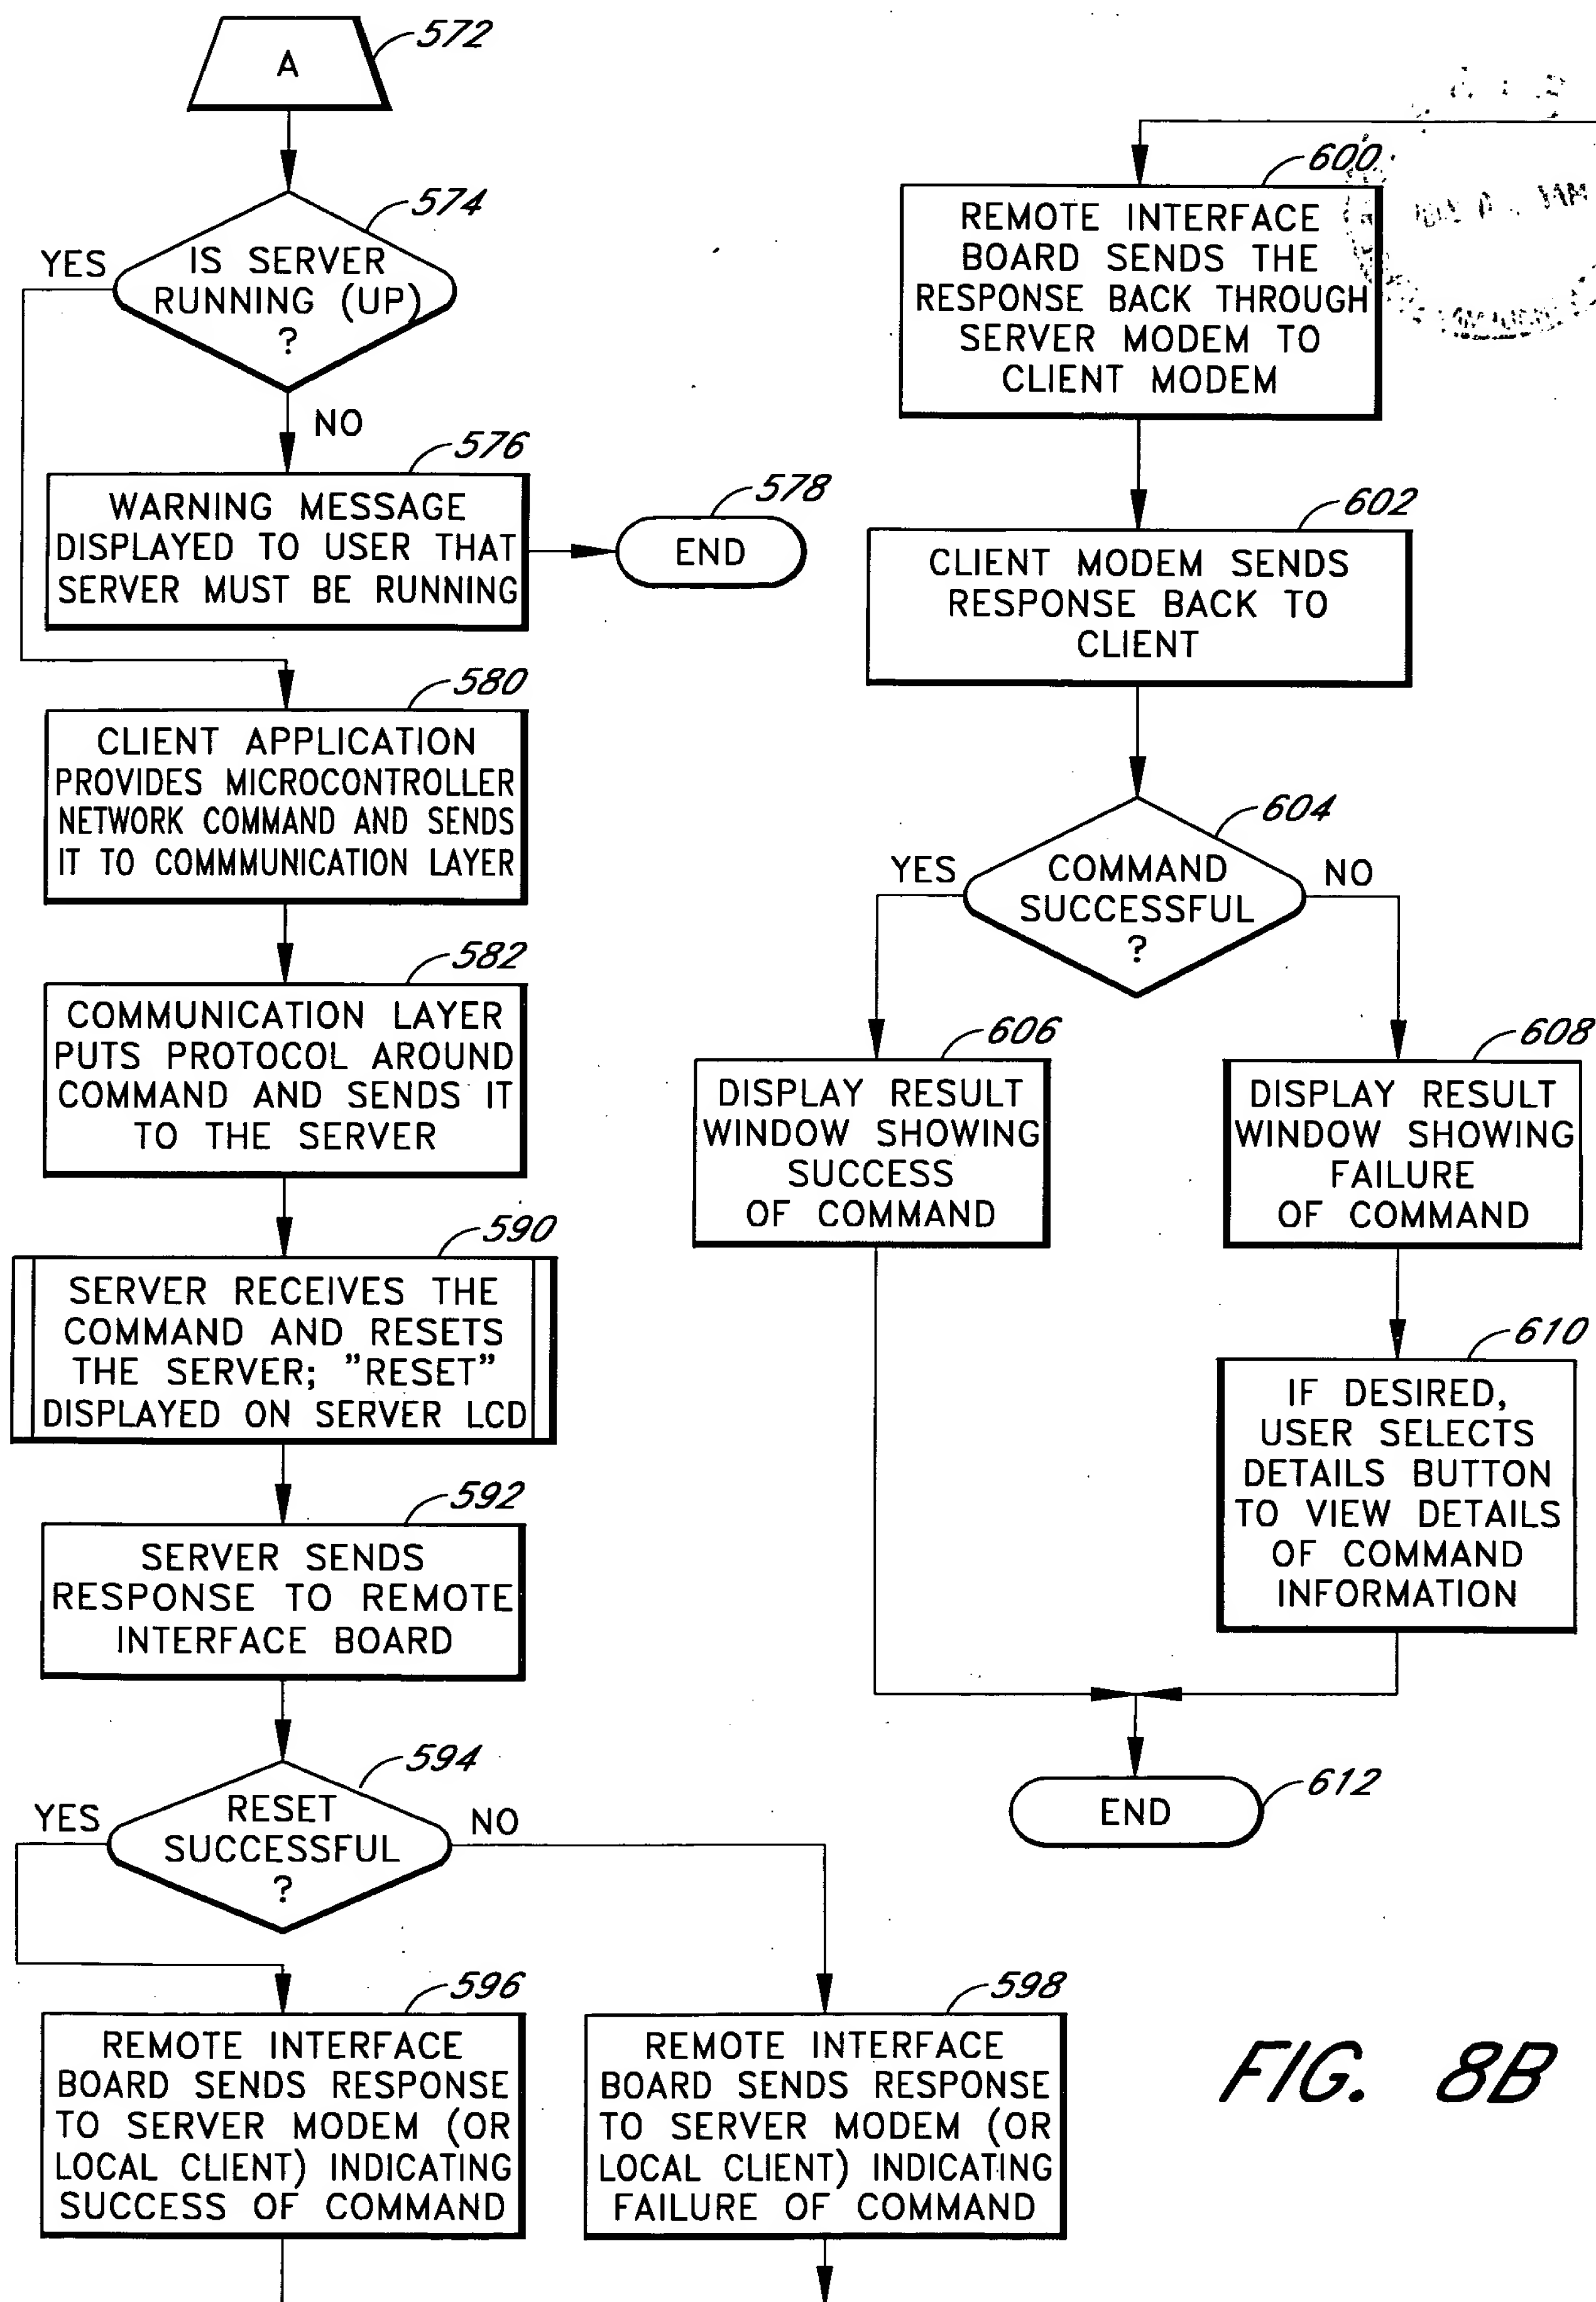 A
572
574
YES
IS SERVER
RUNNING (UP)
?
NO
576
WARNING MESSAGE
DISPLAYED TO USER THAT
SERVER MUST BE RUNNING
578
END
580
CLIENT APPLICATION
PROVIDES MICROCONTROLLER
NETWORK COMMAND AND SENDS
IT TO COMMMUNICATION LAYER
582
COMMUNICATION LAYER
PUTS PROTOCOL AROUND
COMMAND AND SENDS IT
TO THE SERVER
590
SERVER RECEIVES THE
COMMAND AND RESETS
THE SERVER; "RESET"
DISPLAYED ON SERVER LCD
592
SERVER SENDS
RESPONSE TO REMOTE
INTERFACE BOARD
594
YES
RESET
SUCCESSFUL
?
NO
596
REMOTE INTERFACE
BOARD SENDS RESPONSE
TO SERVER MODEM (OR
LOCAL CLIENT) INDICATING
SUCCESS OF COMMAND
598
REMOTE INTERFACE
BOARD SENDS RESPONSE
TO SERVER MODEM (OR
LOCAL CLIENT) INDICATING
FAILURE OF COMMAND
600
REMOTE INTERFACE
BOARD SENDS THE
RESPONSE BACK THROUGH
SERVER MODEM TO
CLIENT MODEM
602
CLIENT MODEM SENDS
RESPONSE BACK TO
CLIENT
604
YES
COMMAND
SUCCESSFUL
?
NO
606
DISPLAY RESULT
WINDOW SHOWING
SUCCESS
OF COMMAND
608
DISPLAY RESULT
WINDOW SHOWING
FAILURE
OF COMMAND
610
IF DESIRED,
USER SELECTS
DETAILS BUTTON
TO VIEW DETAILS
OF COMMAND
INFORMATION
END
612
FIG. 8B